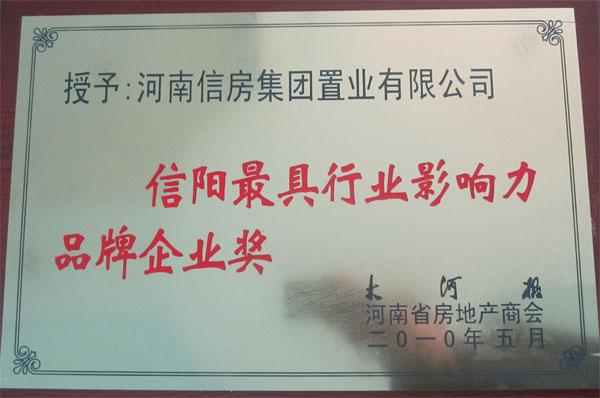 授予:河南信房集团置业有限公司
信阳最具行业影响力
品牌企业奖
大河报
河南省房地产商会
二〇一〇年五月